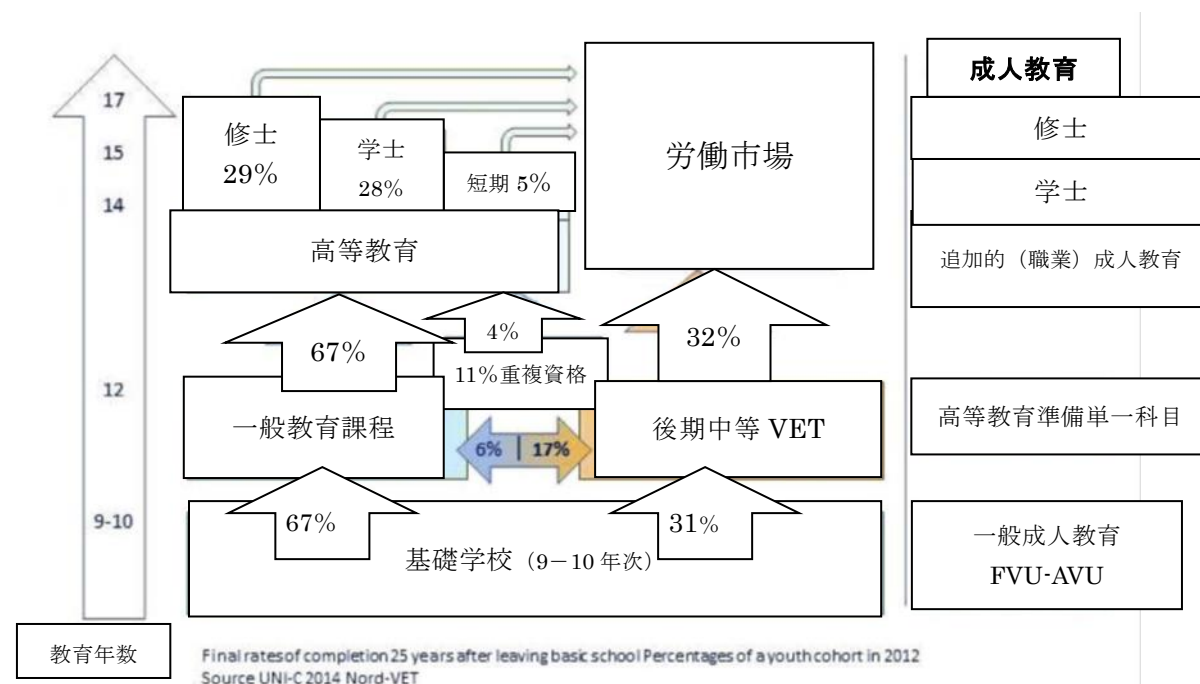 17
15
14
12
9-10
教育年数
修士
29%
学士
28%
短期 5%
高等教育
労働市場
67%
4%
32%
11%重複資格
一般教育課程
後期中等 VET
6% | 17%
67%
31%
基礎学校（9－10 年次）
成人教育
修士
学士
追加的（職業）成人教育
高等教育準備単一科目
一般成人教育
FVU-AVU
Final rates of completion 25 years after leaving basic school Percentages of a youth cohort in 2012
Source UNI-C 2014 Nord-VET